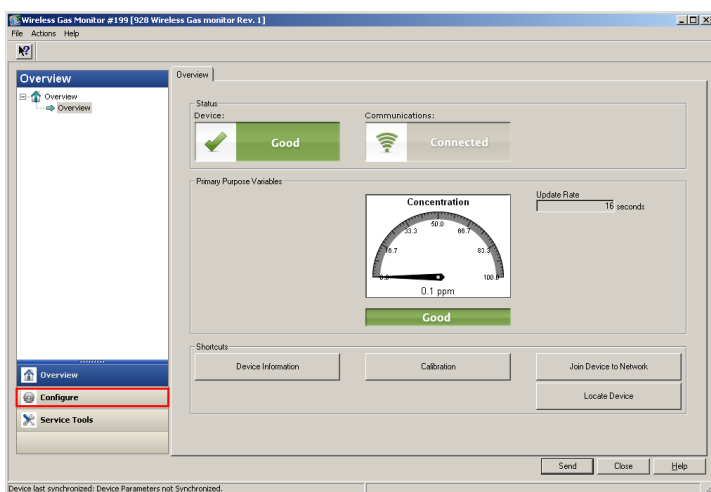 Wireless Gas Monitor #199 [928 Wireless Gas monitor Rev. 1]
File Actions Help
Overview
Overview
Overview
Overview
Status
Device: Communications:
Good Connected
Primary Purpose Variables
Concentration
Update Rate
16 seconds
50.0
33.3 66.7
16.7 83.3
0.0 100.0
0.1 ppm
Good
Shortcuts
Device Information Calibration Join Device to Network
Locate Device
Overview
Configure
Service Tools
Send Close Help
Device last synchronized: Device Parameters not Synchronized.